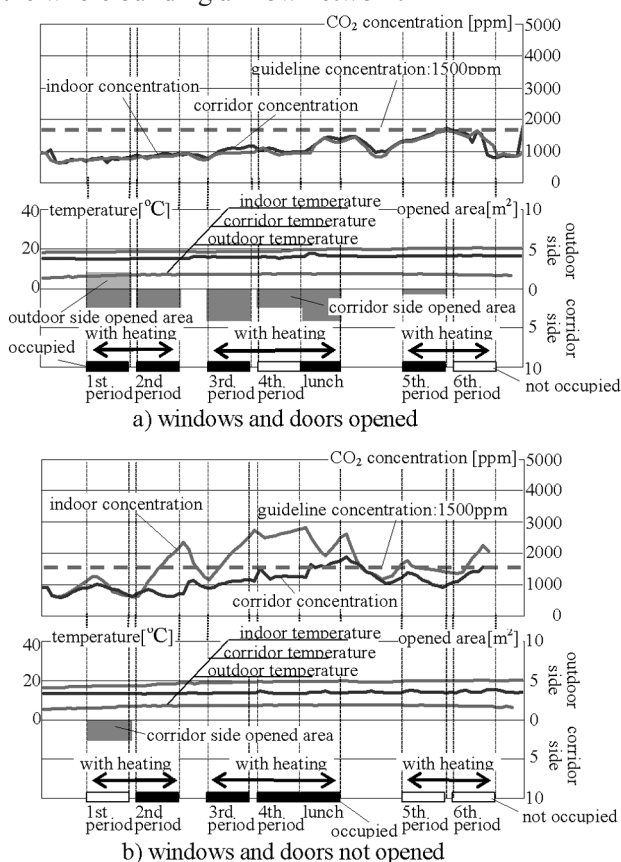 CO₂ concentration [ppm] 5000
4000
guideline concentration:1500ppm 3000
indoor concentration
corridor concentration 2000
1000
0
40 temperature[°C] indoor temperature opened area[m²] 10
corridor temperature
20 outdoor temperature 5
outdoor side
0 0
corridor side opened area
outdoor side opened area 5
corridor side
with heating with heating with heating
occupied 10
1st. period 2nd period 3rd. period 4th. period lunch 5th. period 6th. period not occupied
a) windows and doors opened
CO₂ concentration [ppm] 5000
4000
indoor concentration guideline concentration:1500ppm
3000
2000
1000
corridor concentration
0
40 temperature[°C] indoor temperature opened area[m²] 10
corridor temperature
20 outdoor temperature 5
outdoor side
0 0
corridor side opened area
5
corridor side
with heating with heating with heating
10
1st. period 2nd period 3rd. period 4th. period lunch occupied 5th. period 6th. period not occupied
b) windows and doors not opened